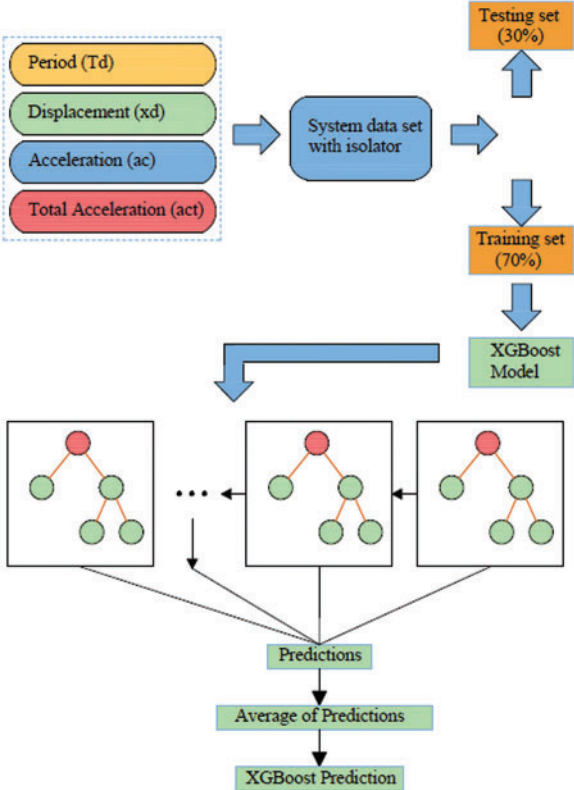 Testing set
(30%)
Period (Td)
Displacement (xd)
Acceleration (ac)
Total Acceleration (act)
System data set
with isolator
Training set
(70%)
XGBoost
Model
Predictions
Average of Predictions
XGBoost Prediction